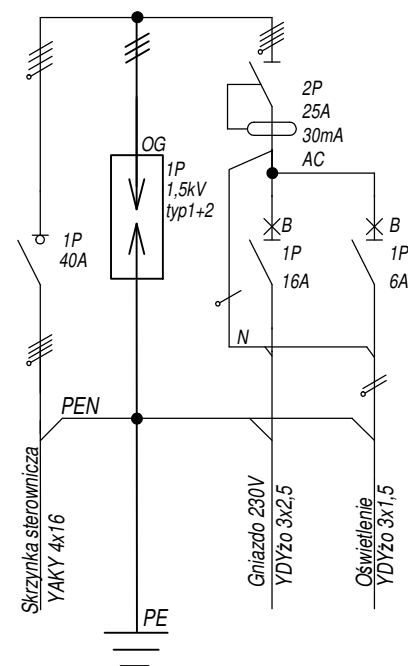 2P
25A
30mA
AC
OG
1P
1,5kV
typ1+2
1P
40A
B
1P
16A
B
1P
6A
N
PEN
Skrzynka sterownicza
YAKY 4x16
Gniazdo 230V
YDYżo 3x2,5
Oświetlenie
YDYżo 3x1,5
PE